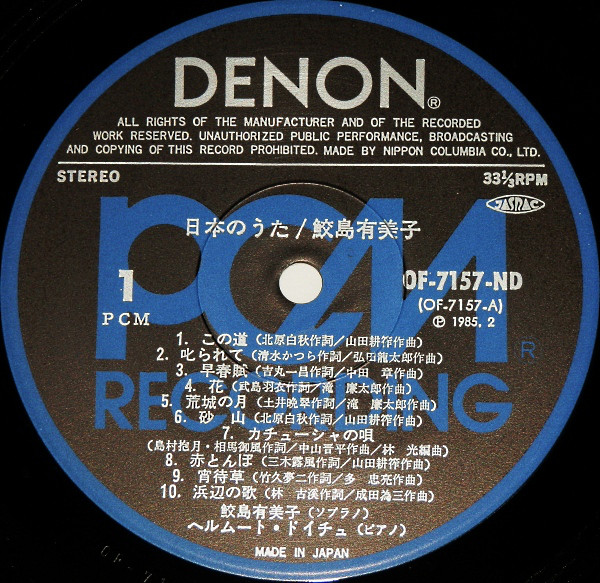 DENON®
ALL RIGHTS OF THE MANUFACTURER AND OF THE RECORDED
WORK RESERVED. UNAUTHORIZED PUBLIC PERFORMANCE, BROADCASTING
AND COPYING OF THIS RECORD PROHIBITED. MADE BY NIPPON COLUMBIA CO., LTD.
STEREO
33⅓RPM
JASRAC
PCM
RECORDING
R
日本のうた/鮫島有美子
1
PCM
OF-7157-ND
(OF-7157-A)
Ⓟ 1985. 2
1. この道(北原白秋作詞/山田耕筰作曲)
2. 叱られて(清水かつら作詞/弘田龍太郎作曲)
3. 早春賦(吉丸一昌作詞/中田 章作曲)
4. 花(武島羽衣作詞/滝 廉太郎作曲)
5. 荒城の月(土井晩翠作詞/滝 廉太郎作曲)
6. 砂 山(北原白秋作詞/山田耕筰作曲)
7. カチューシャの唄
(島村抱月・相馬御風作詞/中山晋平作曲/林 光編曲)
8. 赤とんぼ(三木露風作詞/山田耕筰作曲)
9. 宵待草(竹久夢二作詞/多 忠亮作曲)
10. 浜辺の歌(林 古溪作詞/成田為三作曲)
鮫島有美子(ソプラノ)
ヘルムート・ドイチュ(ピアノ)
MADE IN JAPAN